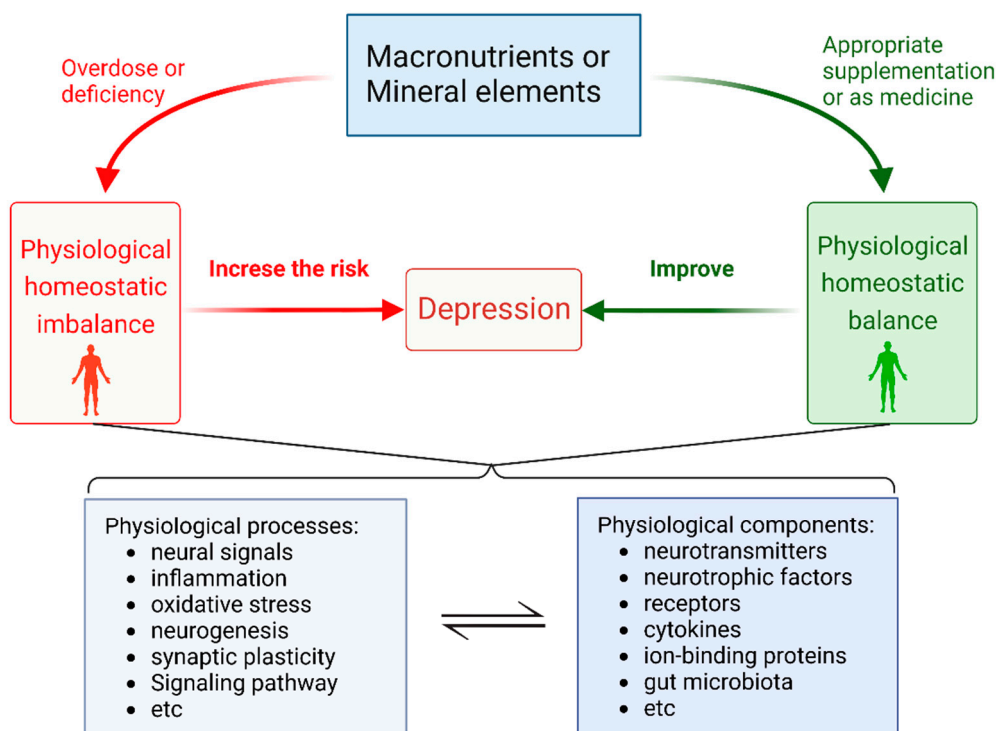 Macronutrients or
Mineral elements
Overdose or
deficiency
Appropriate
supplementation
or as medicine
Physiological
homeostatic
imbalance
Increse the risk
Depression
Improve
Physiological
homeostatic
balance
Physiological processes:
• neural signals
• inflammation
• oxidative stress
• neurogenesis
• synaptic plasticity
• Signaling pathway
• etc
Physiological components:
• neurotransmitters
• neurotrophic factors
• receptors
• cytokines
• ion-binding proteins
• gut microbiota
• etc